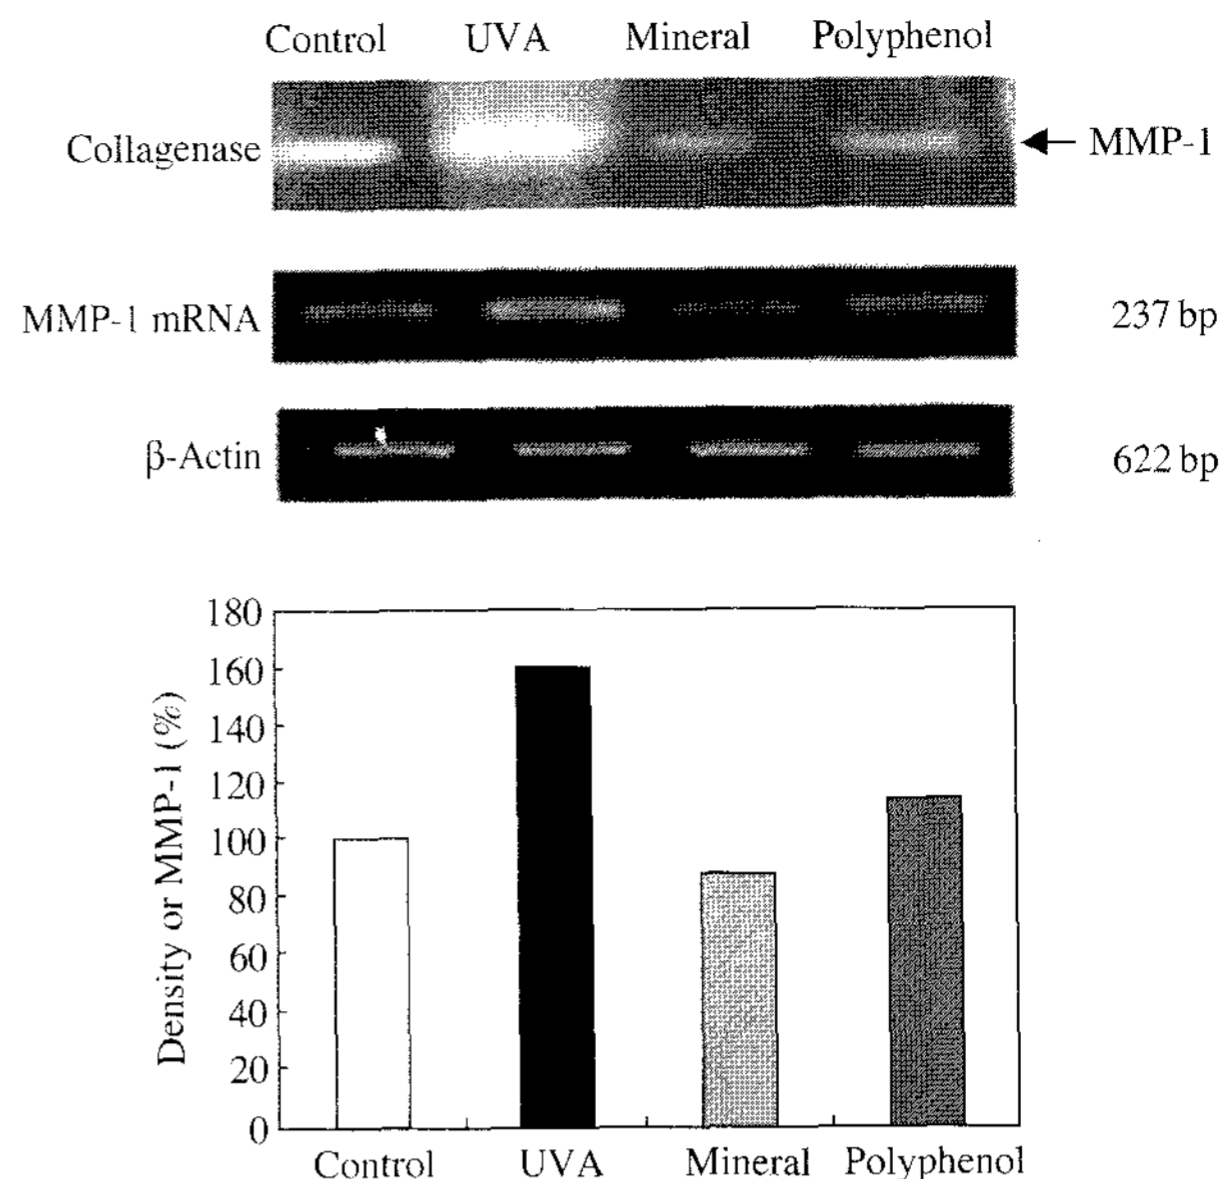 Control UVA Mineral Polyphenol
Collagenase MMP-1
MMP-1 mRNA 237 bp
β-Actin 622 bp
180
160
140
120
100
80
60
40
20
0
Density or MMP-1 (%)
Control UVA Mineral Polyphenol